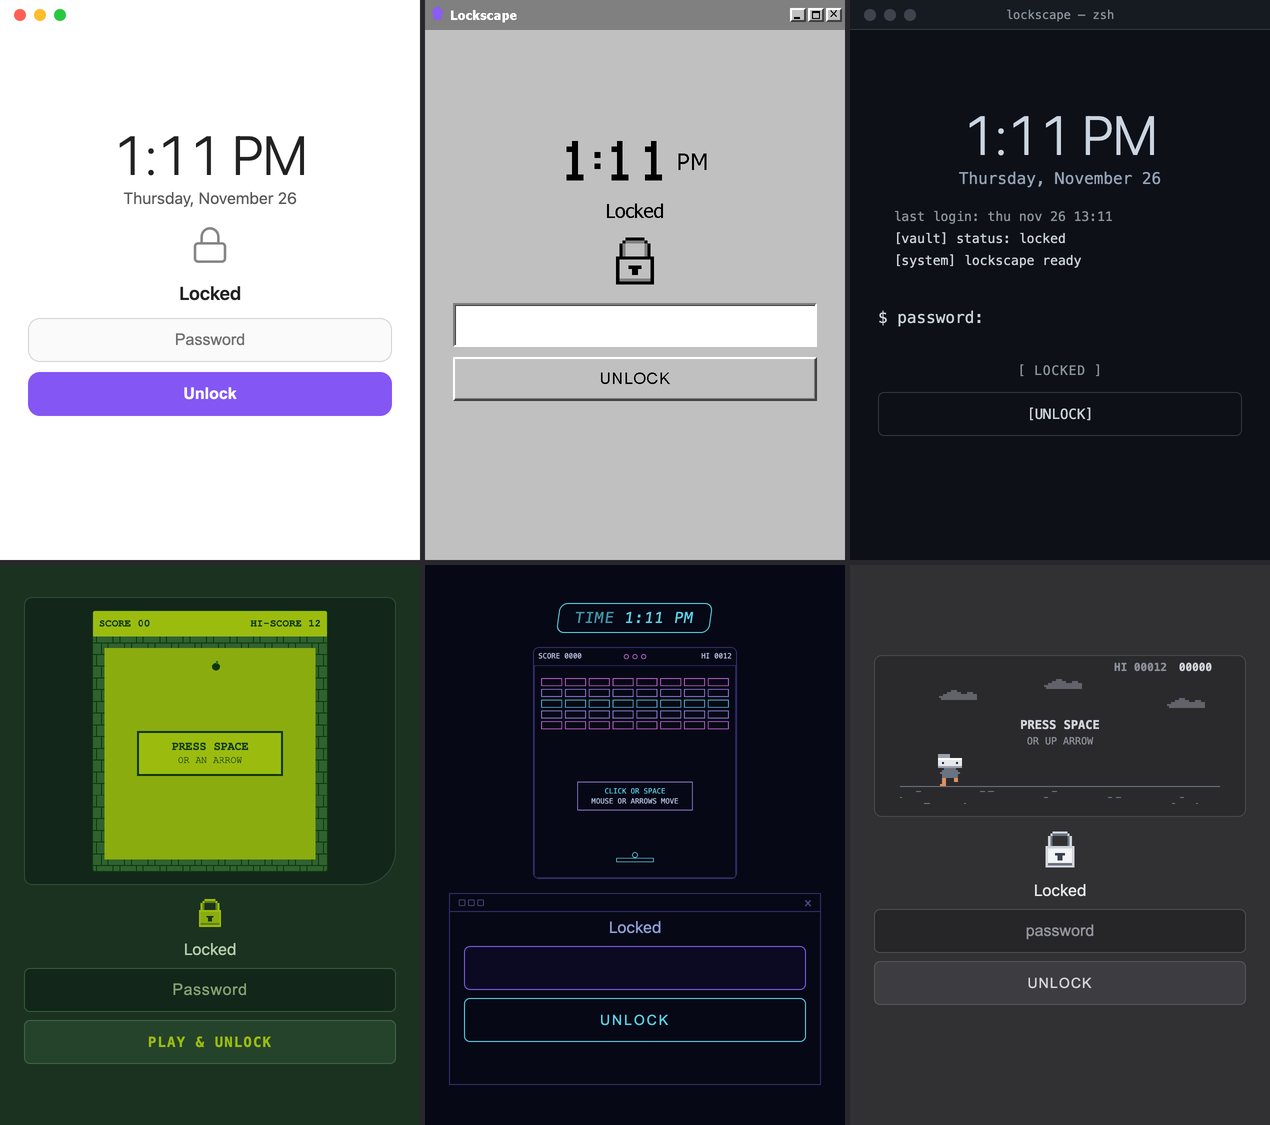 1:11 PM
Thursday, November 26
Locked
Password
Unlock
Lockscape
1:11 PM
Locked
UNLOCK
lockscape — zsh
1:11 PM
Thursday, November 26
last login: thu nov 26 13:11
[vault] status: locked
[system] lockscape ready
$ password:
[ LOCKED ]
[UNLOCK]
SCORE 00 HI-SCORE 12
PRESS SPACE
OR AN ARROW
Locked
Password
PLAY & UNLOCK
TIME 1:11 PM
SCORE 0000 HI 0012
CLICK OR SPACE
MOUSE OR ARROWS MOVE
Locked
UNLOCK
HI 00012 00000
PRESS SPACE
OR UP ARROW
Locked
password
UNLOCK